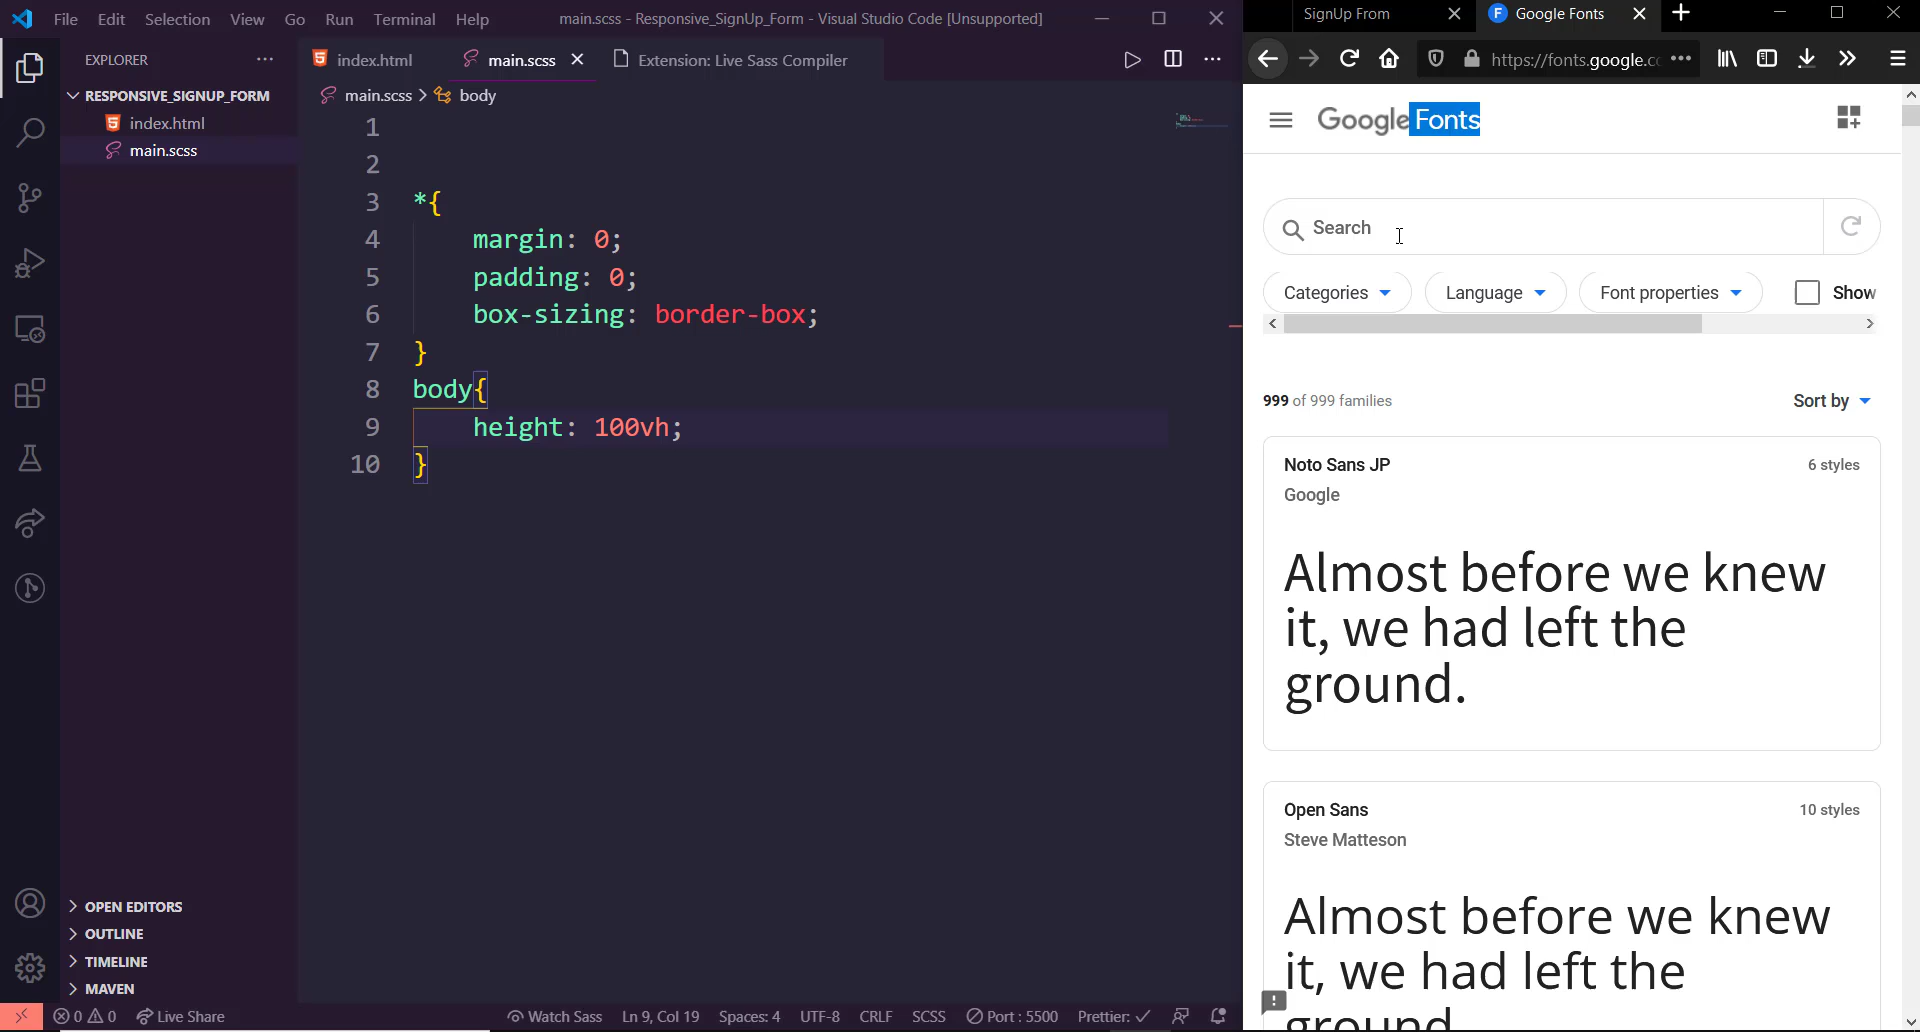 File Edit Selection View Go Run Terminal Help
main.scss - Responsive_SignUp_Form - Visual Studio Code [Unsupported]
EXPLORER
RESPONSIVE_SIGNUP_FORM
index.html
main.scss
OPEN EDITORS
OUTLINE
TIMELINE
MAVEN
index.html main.scss Extension: Live Sass Compiler
main.scss > body
1
2
3 *{
4 margin: 0;
5 padding: 0;
6 box-sizing: border-box;
7 }
8 body{
9 height: 100vh;
10 }
0 0 Live Share Watch Sass Ln 9, Col 19 Spaces: 4 UTF-8 CRLF SCSS Port : 5500 Prettier: ✓
SignUp From
F Google Fonts
https://fonts.google.co
Google Fonts
Search
Categories Language Font properties Show
999 of 999 families Sort by
Noto Sans JP 6 styles
Google
Almost before we knew
it, we had left the
ground.
Open Sans 10 styles
Steve Matteson
Almost before we knew
it, we had left the
ground